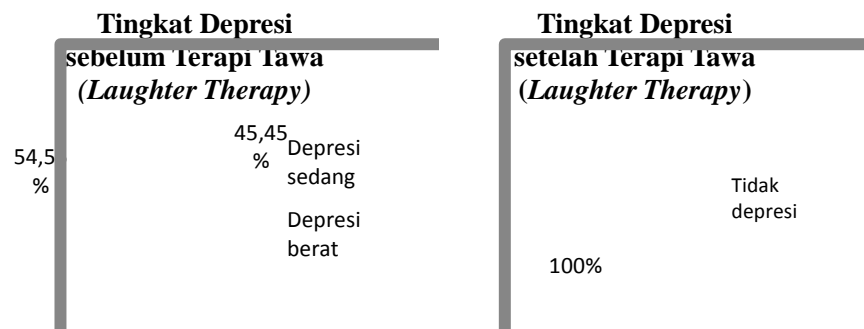 Tingkat Depresi
sebelum Terapi Tawa
(Laughter Therapy)
45,45
%
54,5
%
Depresi
sedang
Depresi
berat
Tingkat Depresi
setelah Terapi Tawa
(Laughter Therapy)
Tidak
depresi
100%